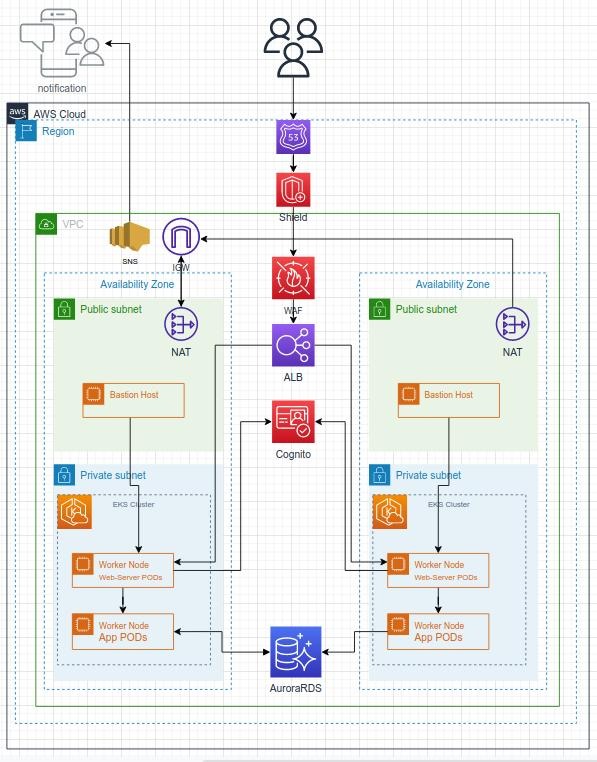 notification
aws
AWS Cloud
Region
53
Shield
VPC
SNS
IGW
WAF
Availability Zone
Availability Zone
Public subnet
Public subnet
NAT
NAT
ALB
Bastion Host
Bastion Host
Cognito
Private subnet
Private subnet
EKS Cluster
EKS Cluster
K
K
Worker Node
Web-Server PODs
Worker Node
Web-Server PODs
Worker Node
App PODs
Worker Node
App PODs
AuroraRDS